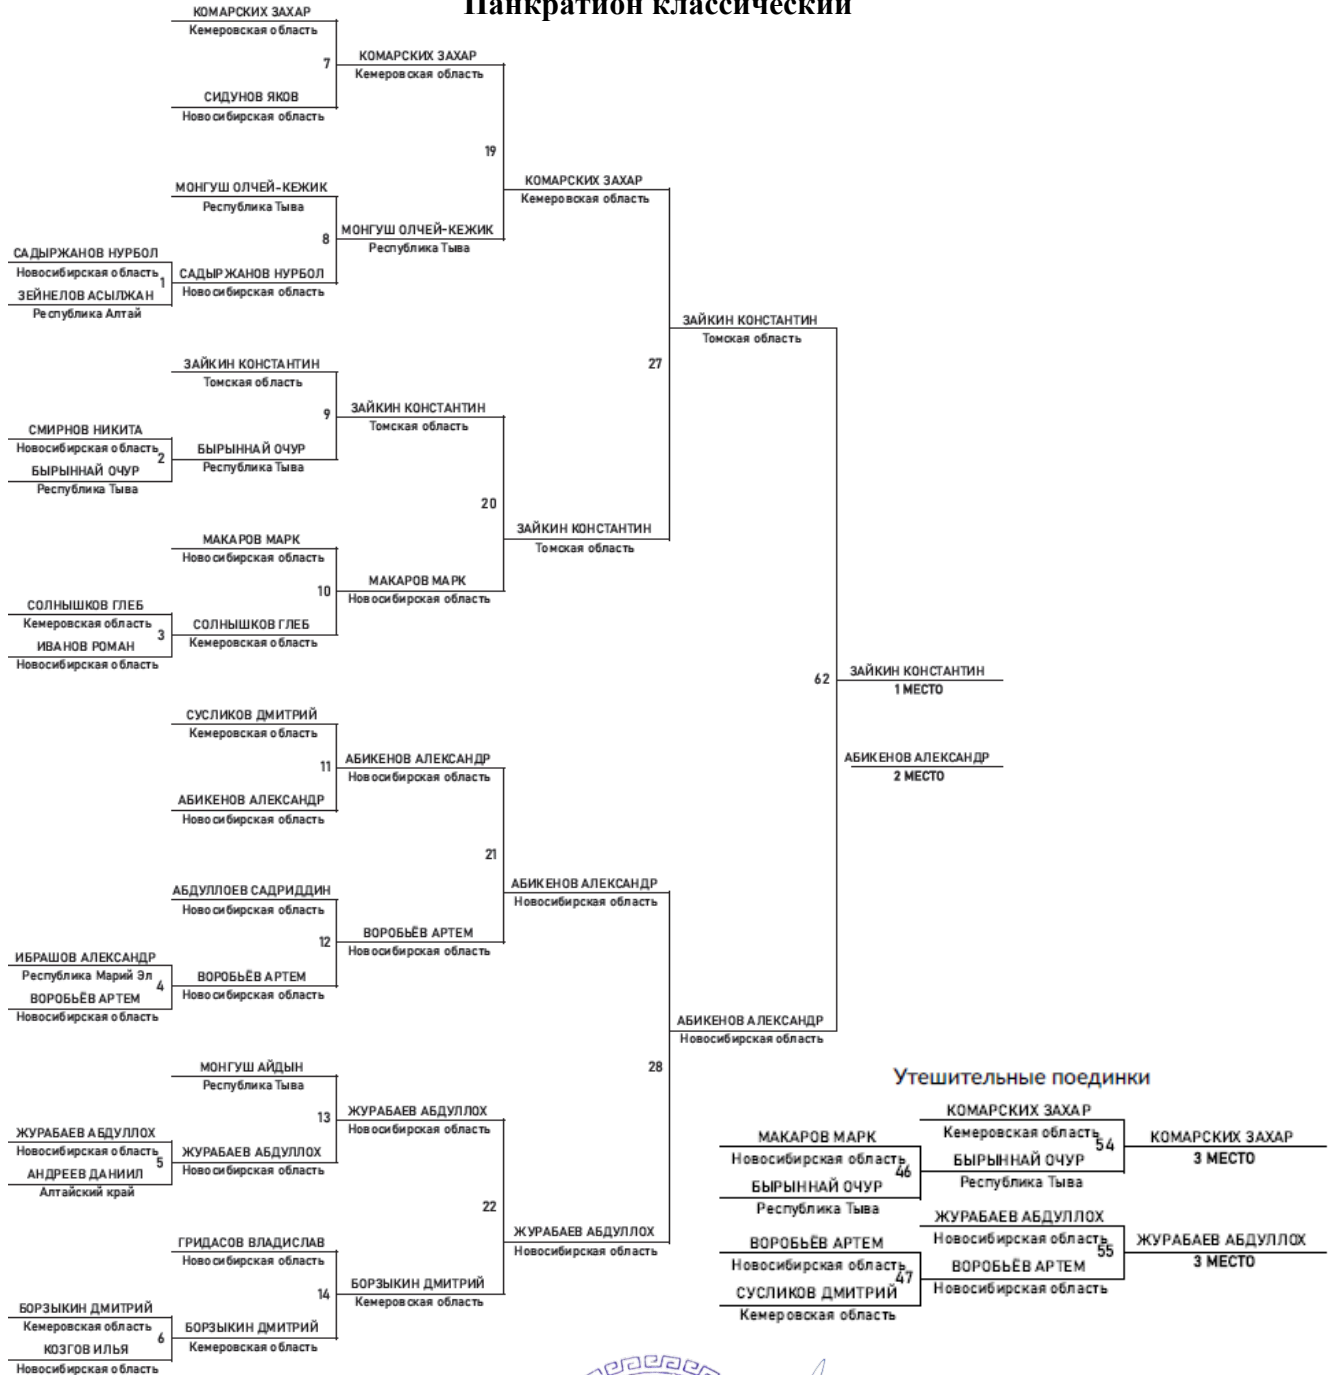 Панкратион классический
КОМАРСКИХ ЗАХАР
Кемеровская область
7
КОМАРСКИХ ЗАХАР
Кемеровская область
СИДУНОВ ЯКОВ
Новосибирская область
19
КОМАРСКИХ ЗАХАР
Кемеровская область
МОНГУШ ОЛЧЕЙ-КЕЖИК
Республика Тыва
8
МОНГУШ ОЛЧЕЙ-КЕЖИК
Республика Тыва
САДЫРЖАНОВ НУРБОЛ
Новосибирская область
1
САДЫРЖАНОВ НУРБОЛ
Новосибирская область
ЗЕЙНЕЛОВ АСЫЛЖАН
Республика Алтай
ЗАЙКИН КОНСТАНТИН
Томская область
27
ЗАЙКИН КОНСТАНТИН
Томская область
9
ЗАЙКИН КОНСТАНТИН
Томская область
СМИРНОВ НИКИТА
Новосибирская область
2
БЫРЫННАЙ ОЧУР
Республика Тыва
БЫРЫННАЙ ОЧУР
Республика Тыва
20
ЗАЙКИН КОНСТАНТИН
Томская область
МАКАРОВ МАРК
Новосибирская область
10
МАКАРОВ МАРК
Новосибирская область
СОЛНЫШКОВ ГЛЕБ
Кемеровская область
3
СОЛНЫШКОВ ГЛЕБ
Кемеровская область
ИВАНОВ РОМАН
Новосибирская область
62
ЗАЙКИН КОНСТАНТИН
1 МЕСТО
СУСЛИКОВ ДМИТРИЙ
Кемеровская область
11
АБИКЕНОВ АЛЕКСАНДР
Новосибирская область
АБИКЕНОВ АЛЕКСАНДР
2 МЕСТО
АБИКЕНОВ АЛЕКСАНДР
Новосибирская область
21
АБИКЕНОВ АЛЕКСАНДР
Новосибирская область
АБДУЛЛОЕВ САДРИДДИН
Новосибирская область
12
ВОРОБЬЁВ АРТЕМ
Новосибирская область
ИБРАШОВ АЛЕКСАНДР
Республика Марий Эл
4
ВОРОБЬЁВ АРТЕМ
Новосибирская область
ВОРОБЬЁВ АРТЕМ
Новосибирская область
АБИКЕНОВ АЛЕКСАНДР
Новосибирская область
28
МОНГУШ АЙДЫН
Республика Тыва
13
ЖУРАБАЕВ АБДУЛЛОХ
Новосибирская область
ЖУРАБАЕВ АБДУЛЛОХ
Новосибирская область
5
ЖУРАБАЕВ АБДУЛЛОХ
Новосибирская область
АНДРЕЕВ ДАНИИЛ
Алтайский край
22
ЖУРАБАЕВ АБДУЛЛОХ
Новосибирская область
ГРИДАСОВ ВЛАДИСЛАВ
Новосибирская область
14
БОРЗЫКИН ДМИТРИЙ
Кемеровская область
БОРЗЫКИН ДМИТРИЙ
Кемеровская область
6
БОРЗЫКИН ДМИТРИЙ
Кемеровская область
КОЗГОВ ИЛЬЯ
Новосибирская область
Утешительные поединки
КОМАРСКИХ ЗАХАР
Кемеровская область
54
КОМАРСКИХ ЗАХАР
3 МЕСТО
МАКАРОВ МАРК
Новосибирская область
46
БЫРЫННАЙ ОЧУР
Республика Тыва
БЫРЫННАЙ ОЧУР
Республика Тыва
ЖУРАБАЕВ АБДУЛЛОХ
Новосибирская область
55
ЖУРАБАЕВ АБДУЛЛОХ
3 МЕСТО
ВОРОБЬЁВ АРТЕМ
Новосибирская область
47
ВОРОБЬЁВ АРТЕМ
Новосибирская область
СУСЛИКОВ ДМИТРИЙ
Кемеровская область